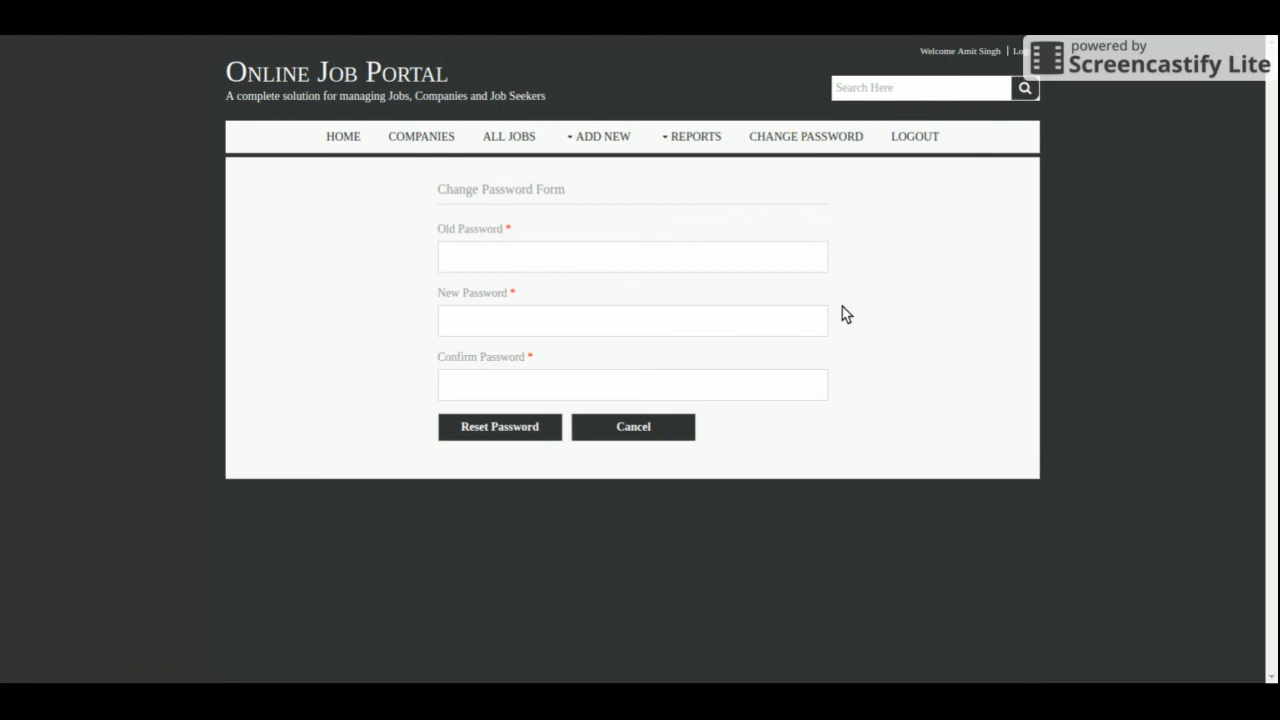 Welcome Amit Singh
powered by
Screencastify Lite
ONLINE JOB PORTAL
A complete solution for managing Jobs, Companies and Job Seekers
Search Here
HOME COMPANIES ALL JOBS ADD NEW REPORTS CHANGE PASSWORD LOGOUT
Change Password Form
Old Password *
New Password *
Confirm Password *
Reset Password Cancel